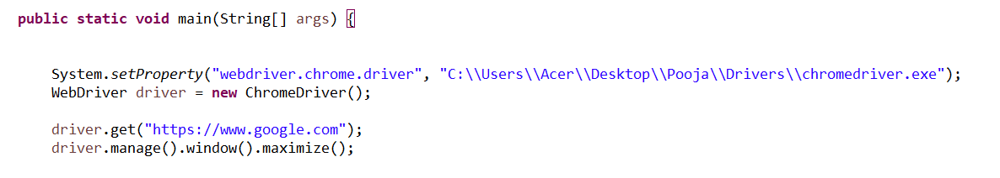 public static void main(String[] args) {
System.setProperty("webdriver.chrome.driver", "C:\\Users\\Acer\\Desktop\\Pooja\\Drivers\\chromedriver.exe");
WebDriver driver = new ChromeDriver();
driver.get("https://www.google.com");
driver.manage().window().maximize();